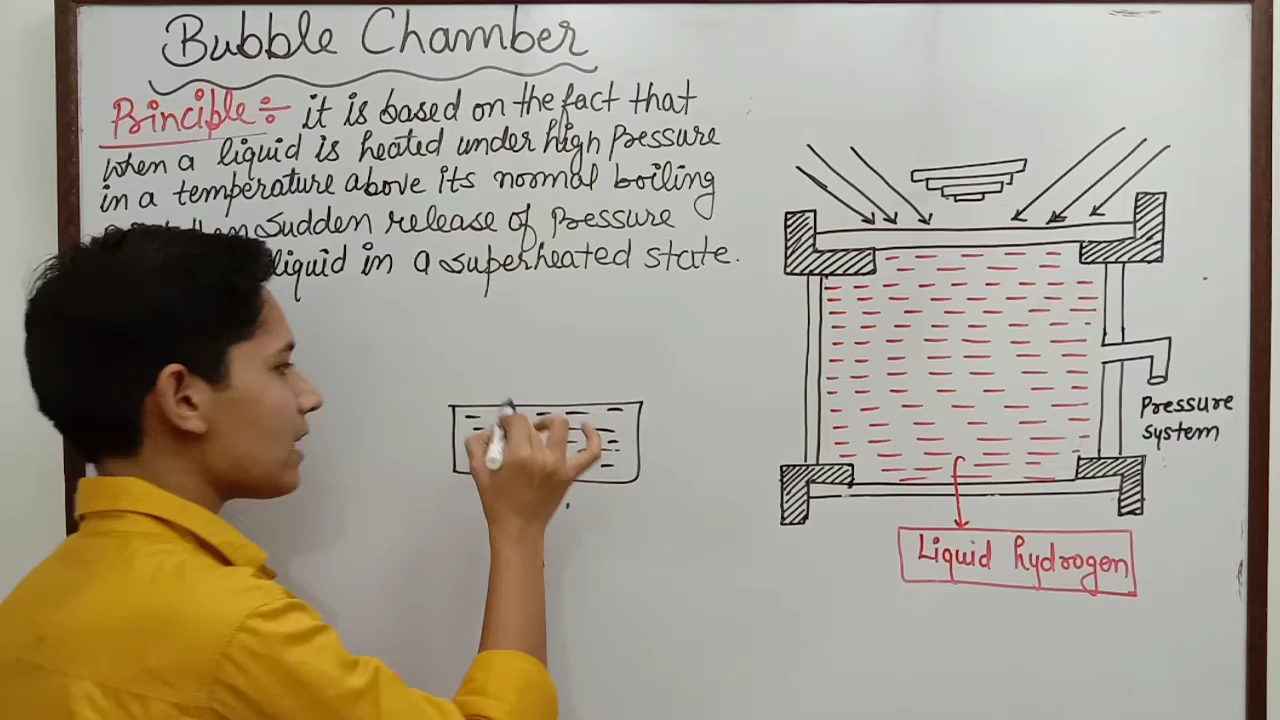 Bubble Chamber
Principle÷ it is based on the fact that
when a liquid is heated under high Pressure
in a temperature above its normal boiling
sudden release of Pressure
liquid in a superheated state.
Pressure
system
Liquid hydrogen